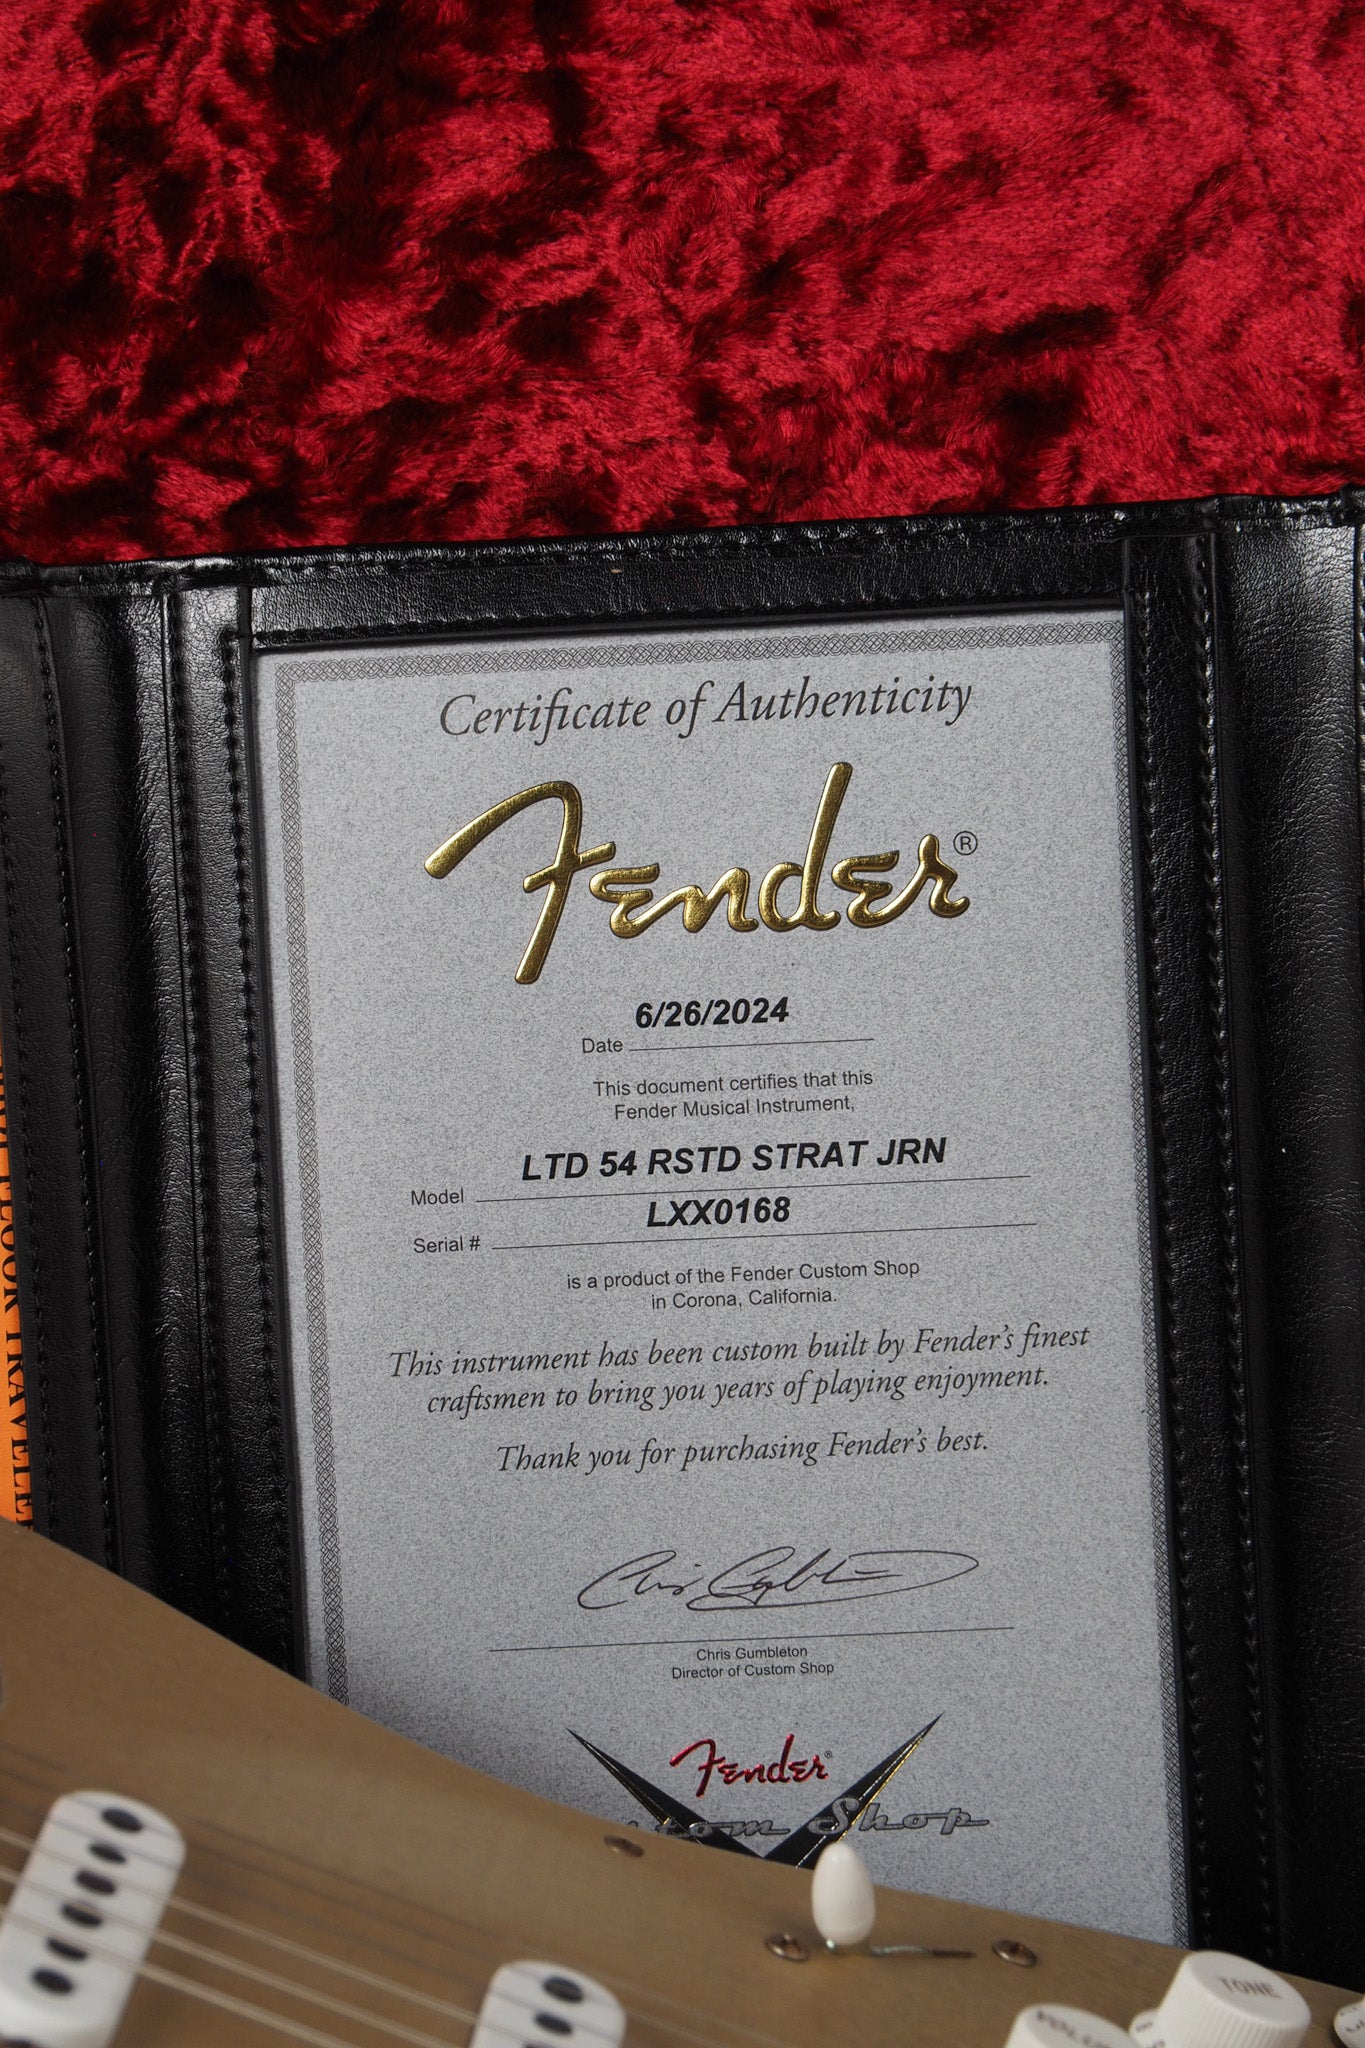 Certificate of Authenticity
Fender®
6/26/2024
Date
This document certifies that this
Fender Musical Instrument,
LTD 54 RSTD STRAT JRN
Model
LXX0168
Serial #
is a product of the Fender Custom Shop
in Corona, California.
This instrument has been custom built by Fender's finest
craftsmen to bring you years of playing enjoyment.
Thank you for purchasing Fender's best.
Chris Gumbleton
Chris Gumbleton
Director of Custom Shop
Fender®
Shop
TONE